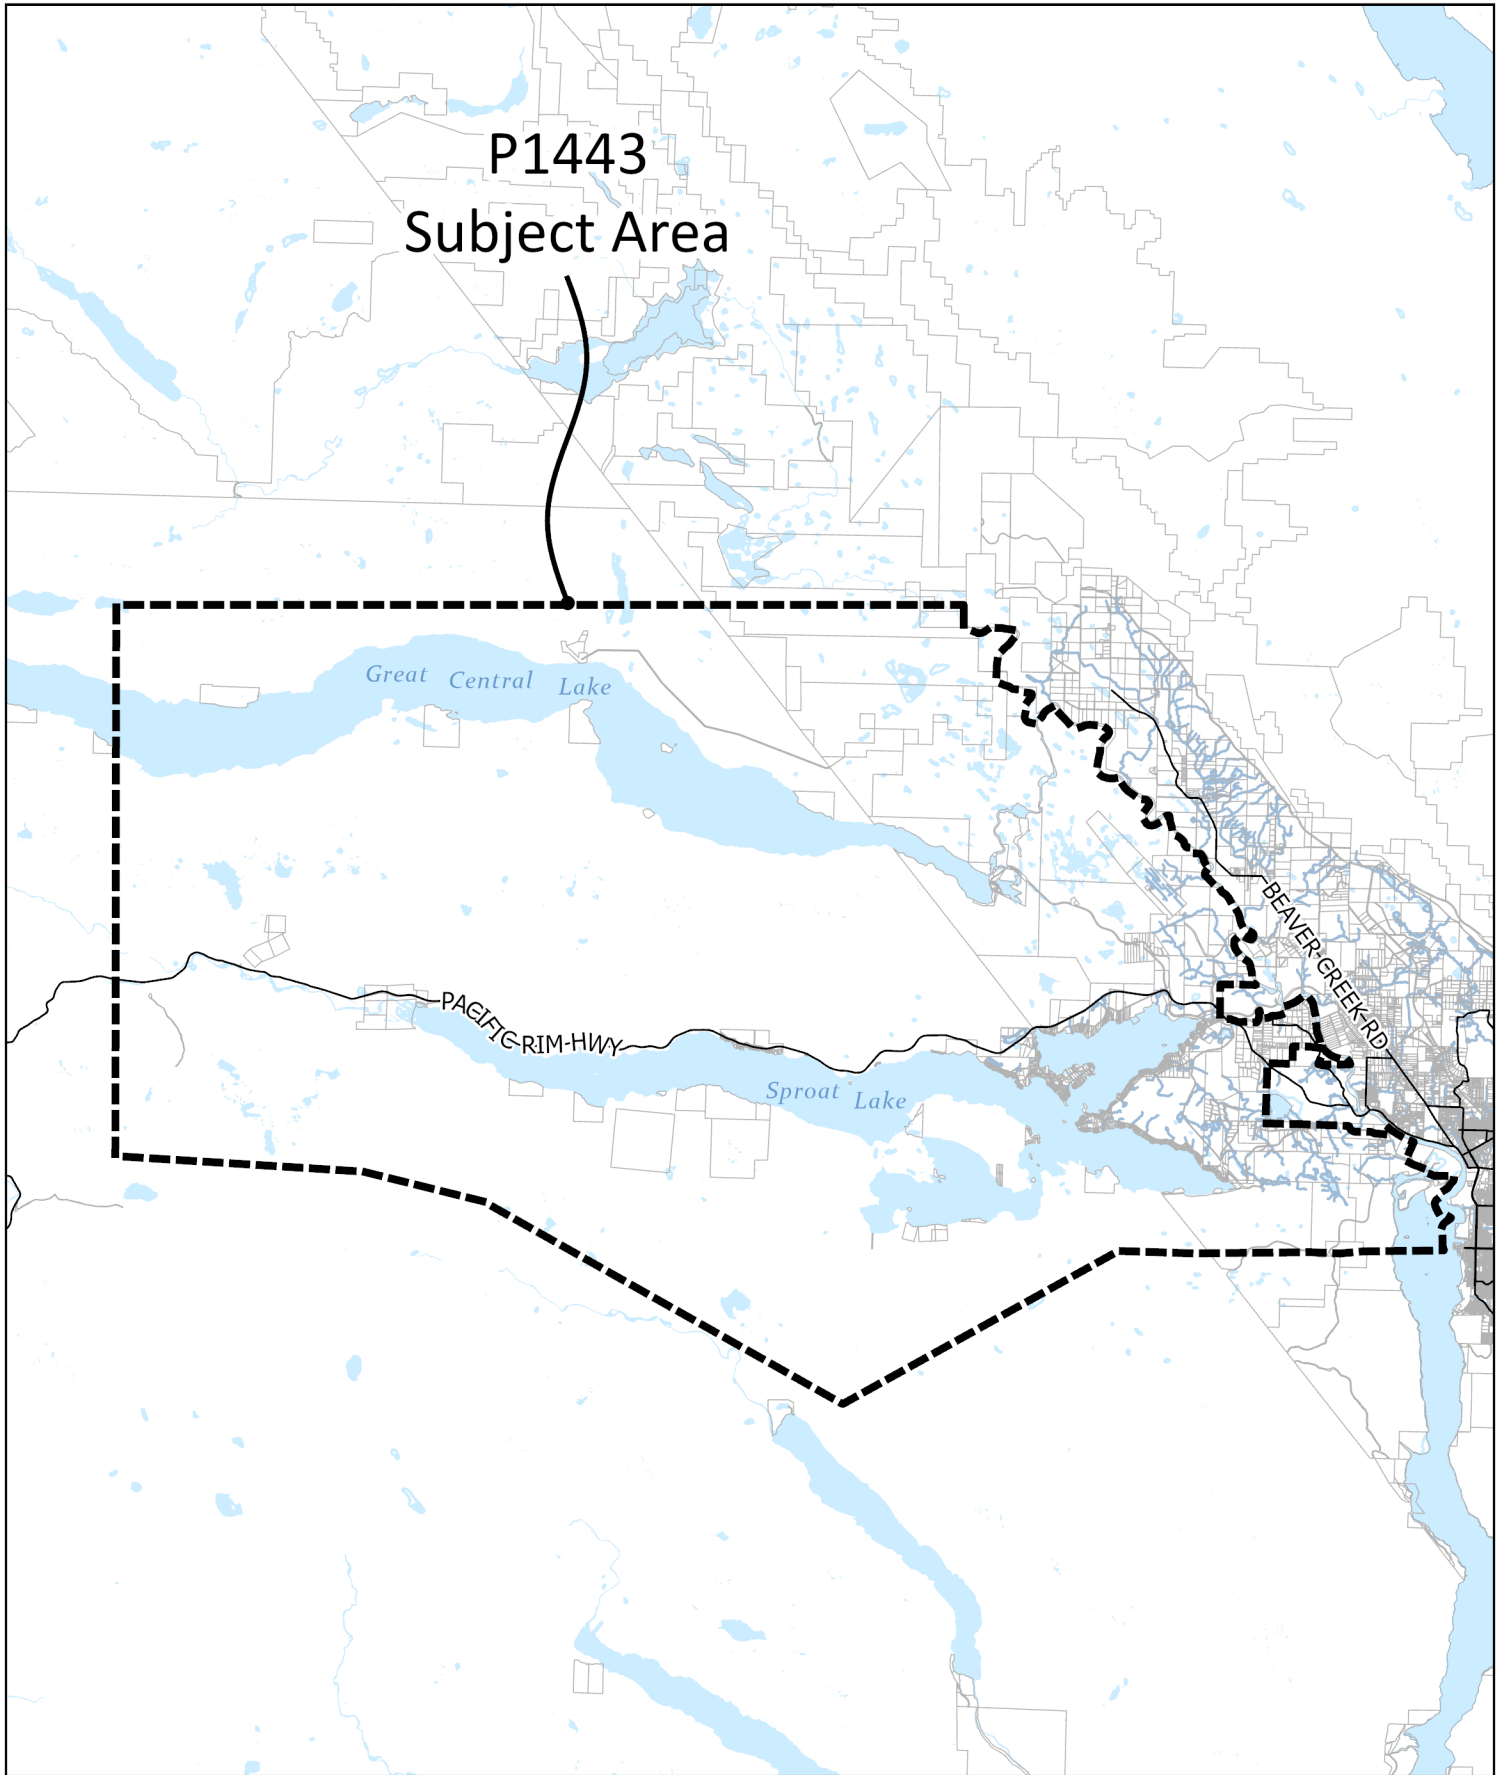 P1443
Subject Area
Great Central Lake
BEAVER-CREEK-RD
PACIFIC-RIM-HWY
Sproat Lake